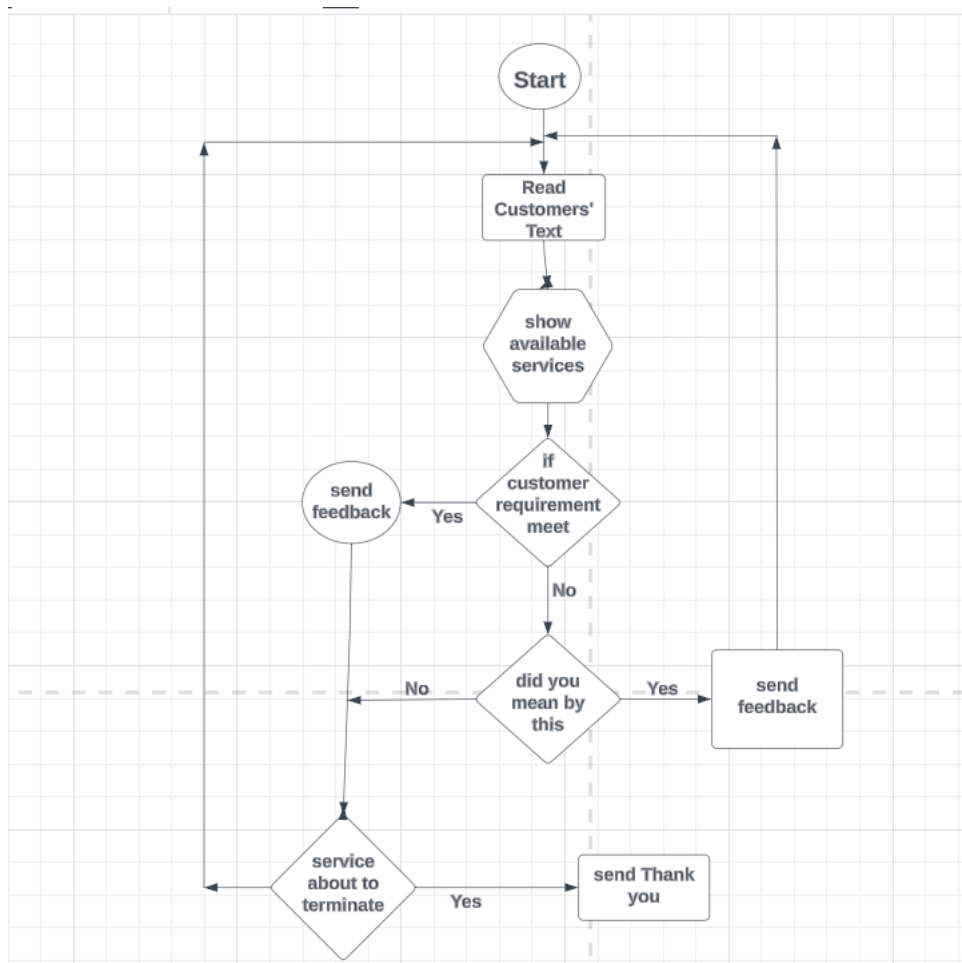 Start
Read
Customers'
Text
show
available
services
if
customer
requirement
meet
send
feedback
Yes
No
did you
mean by
this
No
Yes
send
feedback
service
about to
terminate
Yes
send Thank
you